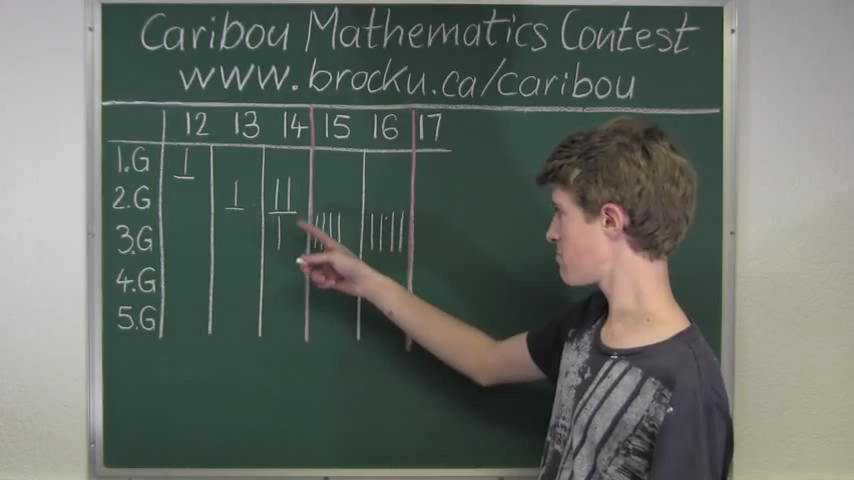 Caribou Mathematics Contest
www.brocku.ca/caribou
12 13 14 15 16 17
1.G |
2.G | ||
3.G | |||| ||||
4.G
5.G